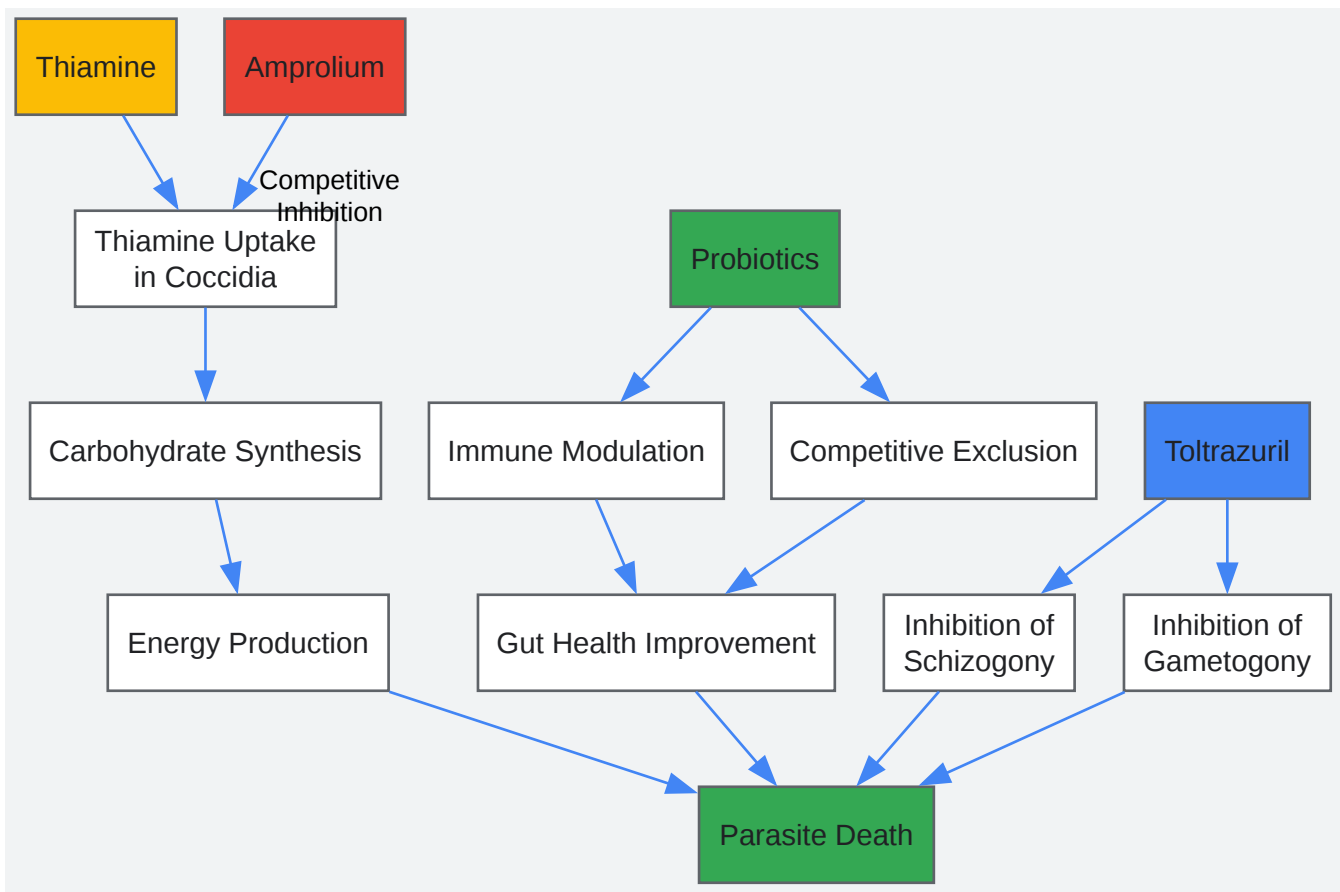 Thiamine
Amprolium
Competitive
Inhibition
Thiamine Uptake
in Coccidia
Probiotics
Carbohydrate Synthesis
Immune Modulation
Competitive Exclusion
Toltrazuril
Energy Production
Gut Health Improvement
Inhibition of
Schizogony
Inhibition of
Gametogony
Parasite Death